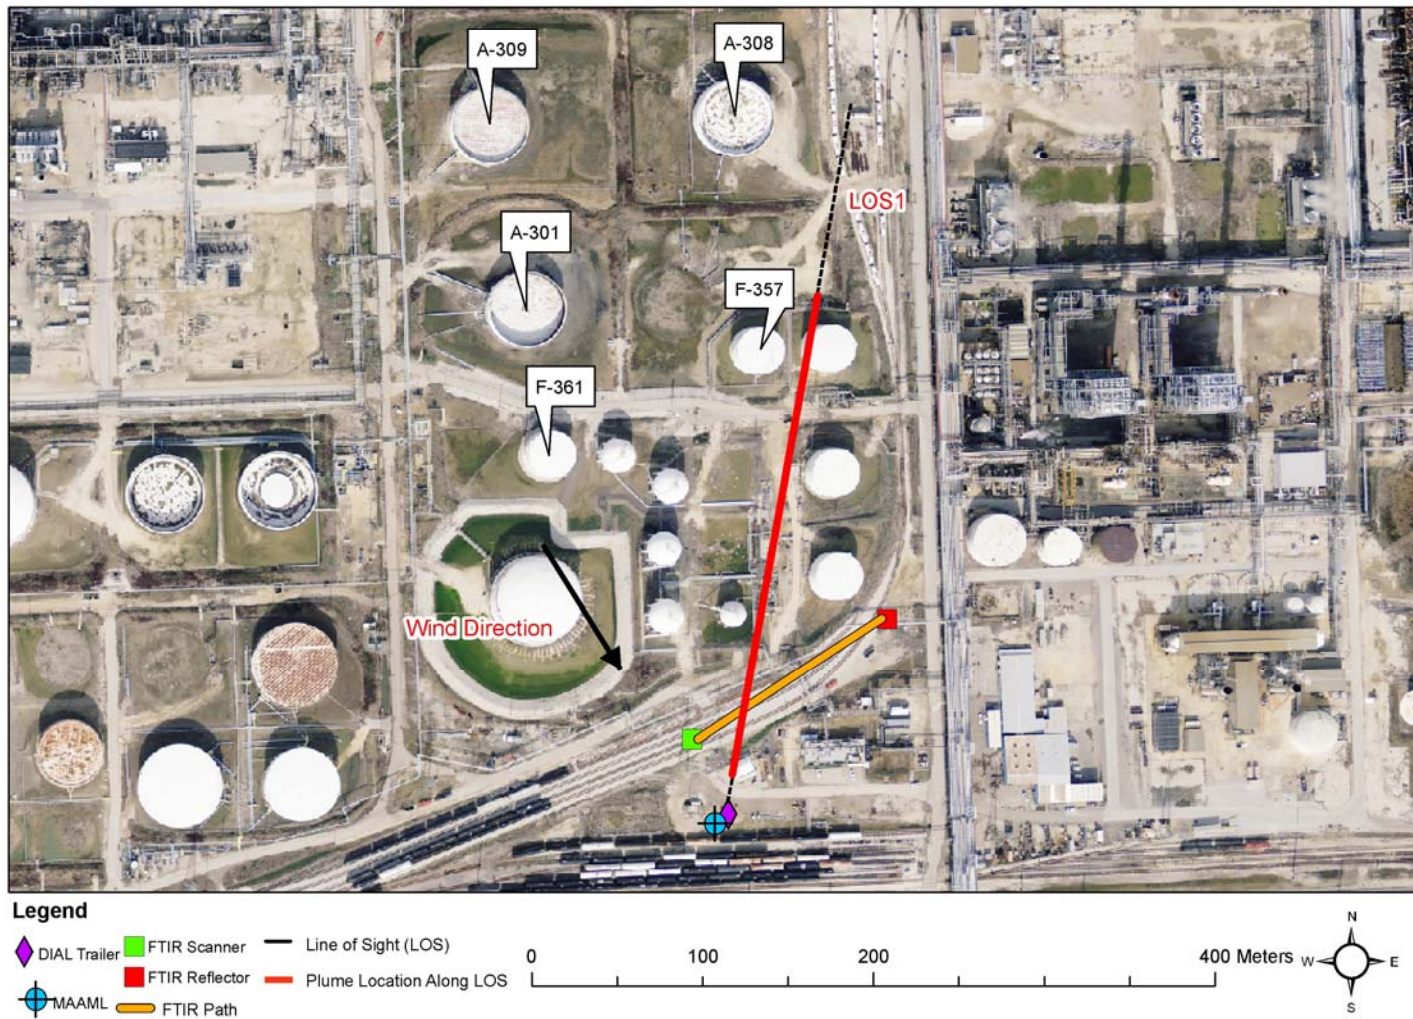 A-309
A-308
LOS1
A-301
F-357
F-361
Wind Direction
Legend
DIAL Trailer
FTIR Scanner
Line of Sight (LOS)
FTIR Reflector
Plume Location Along LOS
MAAML
FTIR Path
0 100 200 400 Meters
N
W E
S